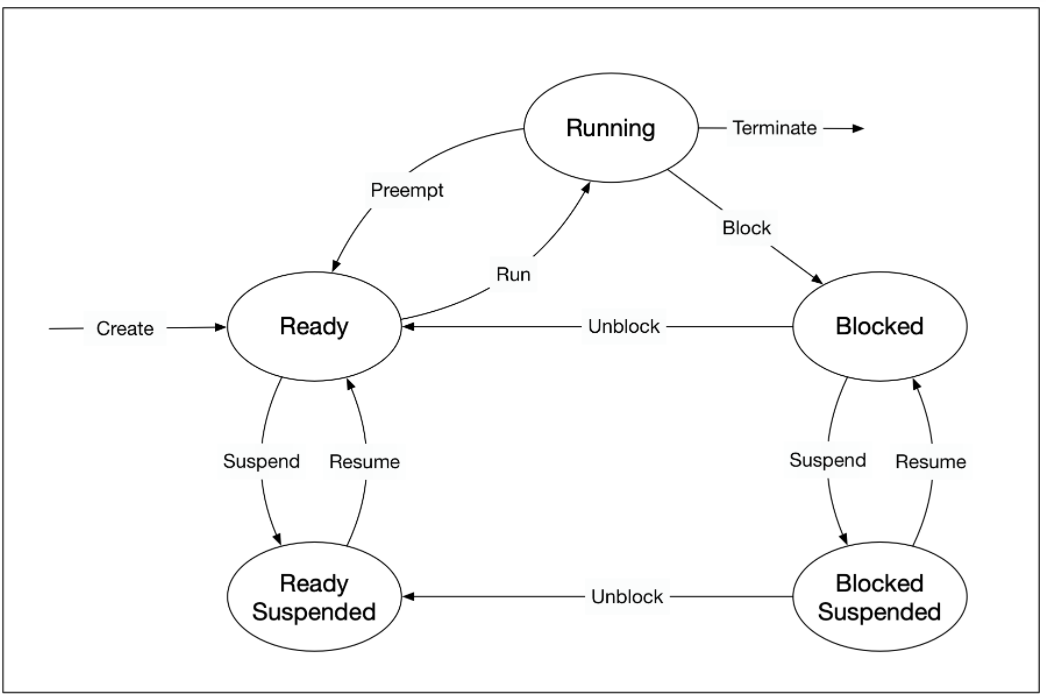 Running
Terminate
Preempt
Block
Run
Create
Ready
Unblock
Blocked
Suspend
Resume
Suspend
Resume
Ready
Suspended
Unblock
Blocked
Suspended